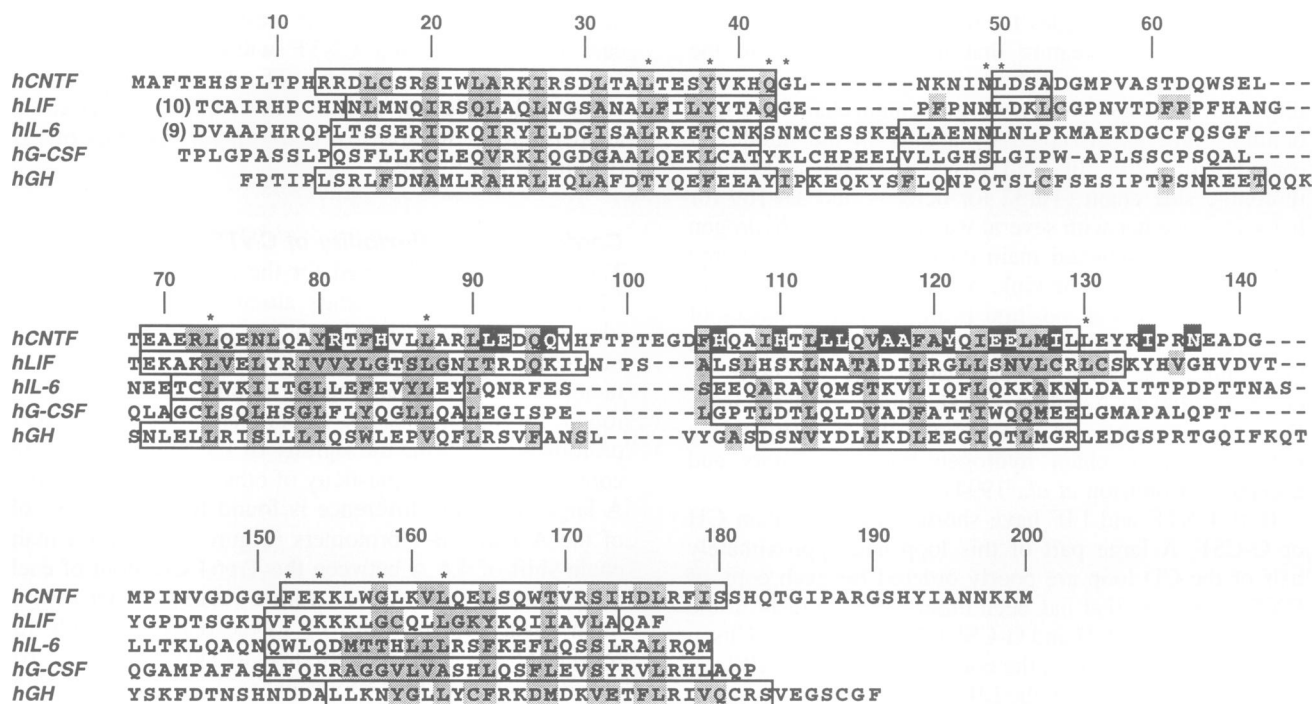 10 20 30 40 50 60
* * * * * *
hCNTF MAFTEHSPLTPHRRDLCSRSIWLARKIRSDLTALTESYVKHQGL-------NKNINLDSADGMPVASTDQWSEL----
hLIF (10) TCAIRHPCHNNLMNQIRSQLAQLNGSANALFILYYTAQGE-------PFPNNLDKLCGPNVTDFPPFHANG---
hIL-6 (9) DVAAPHRQPLTSSERIDKQIRYILDGISALRKETCNKSNMCESSKEALAENNLNLPKMAEKDGCFQSGF----
hG-CSF TPLGPASSLPQSFLLKCLEQVRKIQGDGAALQEKLCATYKLCHPEELVLLGHSLGIPW-APLSSCPSQAL----
hGH FPTIPLSRLFDNAMLRAHRLHQLAFDTYQEFEEAYIPKEQKYSFLQNPQTSLCFSESIPTPSNREETQQK
70 80 90 100 110 120 130 140
* * *
hCNTF TEAERLQENLQAYRTFHVLLARLLEDQQVHFTPTEGDFHQAIHTLLLQVAAFAYQIEELMILLEYKIPRNEADG---
hLIF TEKAKLVELYRIVVYLGTSLGNITRDQKILN-PS---ALSLHSKLNATADILRGLLSNVLCRLCSKYHVGHVDVT--
hIL-6 NEETCLVKIITGLLEFEVYLEYLQNRFES------SEEQARAVQMSTKVLIQFLQKKAKNLDAITTPDPTTNAS-
hG-CSF QLAGCLSQLHSGLFLYQGLLQALEGISPE------LGPTLDTLQLDVADFATTIWQQMEELGMAPALQPT-----
hGH SNLELLRISLLLIQSWLEPVQFLRSVFANSL-----VYGASDSNVYDLLKDLEEGIQTLMGRLEDGSPRTGQIFKQT
150 160 170 180 190 200
* * * *
hCNTF MPINVGDGGLFEKKLWGLKVLQELSQWTVRSIHDLRFISSHQTGIPARGSHYIANNKKM
hLIF YGPDTSGKDVFQKKKLGCQLLGKYKQIIAVLAQAF
hIL-6 LLTKLQAQNQWLQDMTTHLILRSFKEFLQSSLRALRQM
hG-CSF QGAMPAFASAFQRRAGGVLVASHLQSFLEVSYRVLRHLAQP
hGH YSKFDTNSHNDDALLKNYGLLYCFRKDMDKVETFLRIVQCRSVEGSCGF